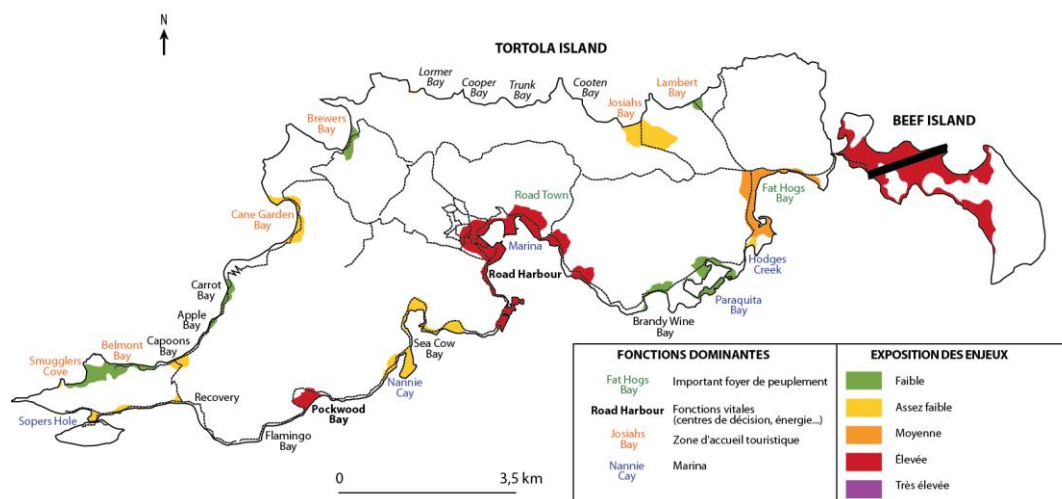 N
TORTOLA ISLAND
Lormer
Bay
Cooper
Bay
Trunk
Bay
Cooten
Bay
Lambert
Bay
Josiahs
Bay
BEEF ISLAND
Brewers
Bay
Road Town
Fat Hogs
Bay
Cane Garden
Bay
Marina
Hodges
Creek
Road Harbour
Paraquita
Bay
Carrot
Bay
Apple
Bay
Brandy Wine
Bay
Sea Cow
Bay
Capoons
Bay
Belmont
Bay
Smugglers
Cove
Nannie
Cay
Recovery
Sopers Hole
Pockwood
Bay
Flamingo
Bay
0 3,5 km
FONCTIONS DOMINANTES
Fat Hogs
Bay
Important foyer de peuplement
Road Harbour
Fonctions vitales
(centres de décision, énergie...)
Josiahs
Bay
Zone d'accueil touristique
Nannie
Cay
Marina
EXPOSITION DES ENJEUX
Faible
Assez faible
Moyenne
Élevée
Très élevée